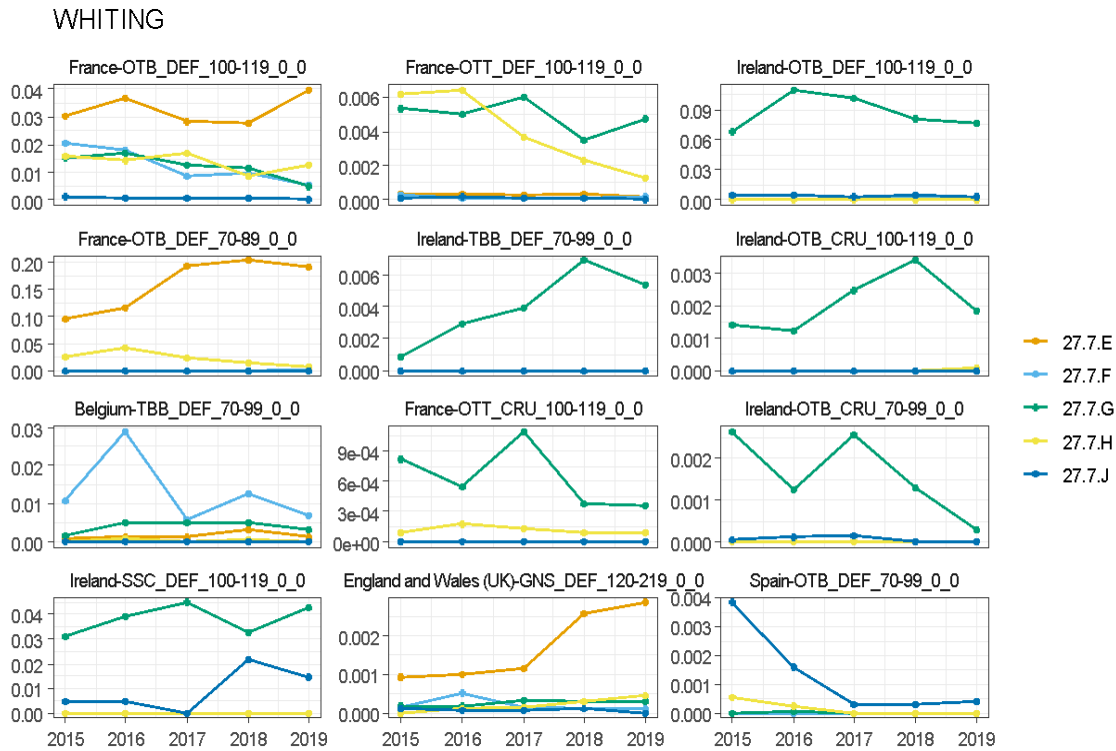 WHITING
France-OTB_DEF_100-119_0_0 France-OTT_DEF_100-119_0_0 Ireland-OTB_DEF_100-119_0_0
0.04 0.03 0.02 0.01 0.00
0.006 0.004 0.002 0.000
0.09 0.06 0.03 0.00
France-OTB_DEF_70-89_0_0 Ireland-TBB_DEF_70-99_0_0 Ireland-OTB_CRU_100-119_0_0
0.20 0.15 0.10 0.05 0.00
0.006 0.004 0.002 0.000
0.003 0.002 0.001 0.000
Belgium-TBB_DEF_70-99_0_0 France-OTT_CRU_100-119_0_0 Ireland-OTB_CRU_70-99_0_0
0.03 0.02 0.01 0.00
9e-04 6e-04 3e-04 0e+00
0.002 0.001 0.000
Ireland-SSC_DEF_100-119_0_0 England and Wales (UK)-GNS_DEF_120-219_0_0 Spain-OTB_DEF_70-99_0_0
0.04 0.03 0.02 0.01 0.00
0.002 0.001 0.000
0.004 0.003 0.002 0.001 0.000
2015 2016 2017 2018 2019 2015 2016 2017 2018 2019 2015 2016 2017 2018 2019
27.7.E
27.7.F
27.7.G
27.7.H
27.7.J